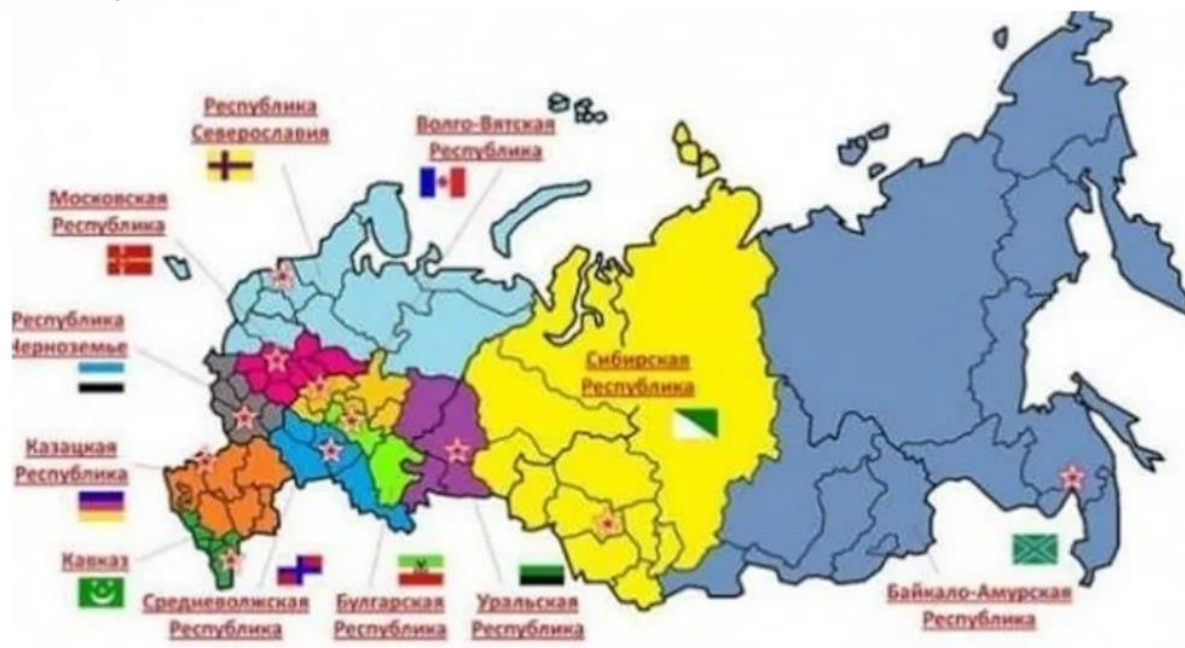 Республика
Северославия
Волго-Вятская
Республика
Московская
Республика
Республика
Черноземье
Сибирская
Республика
Казацкая
Республика
Кавказ
Средневолжская
Республика
Булгарская
Республика
Уральская
Республика
Байкало-Амурская
Республика